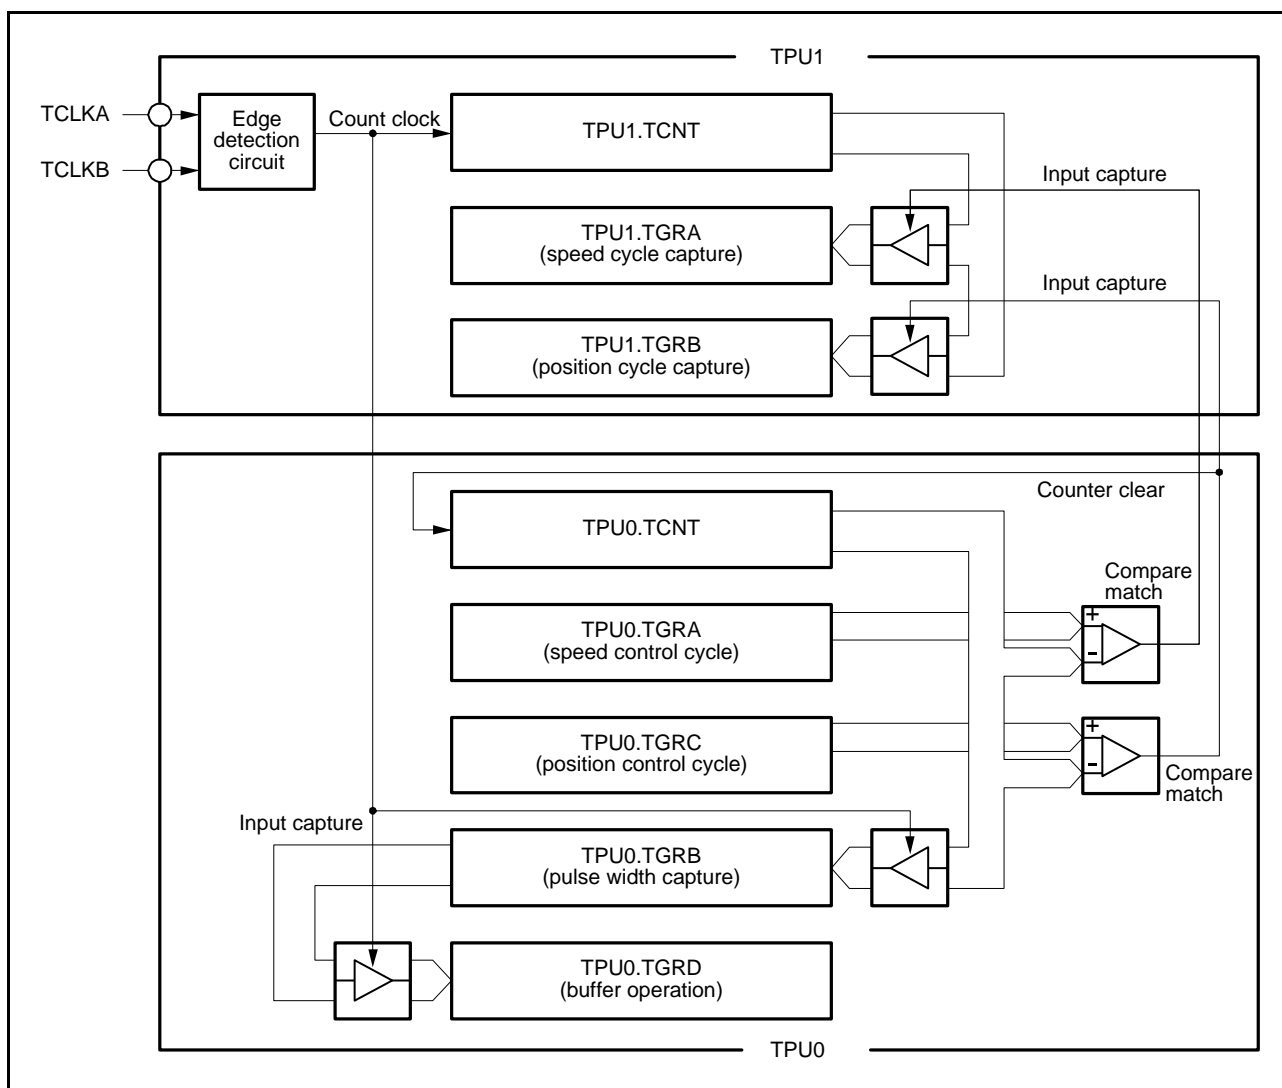 TPU1
TCLKA
TCLKB
Edge
detection
circuit
Count clock
TPU1.TCNT
Input capture
TPU1.TGRA
(speed cycle capture)
Input capture
TPU1.TGRB
(position cycle capture)
Counter clear
TPU0.TCNT
Compare
match
+
-
TPU0.TGRA
(speed control cycle)
TPU0.TGRC
(position control cycle)
+
-
Compare
match
Input capture
TPU0.TGRB
(pulse width capture)
TPU0.TGRD
(buffer operation)
TPU0